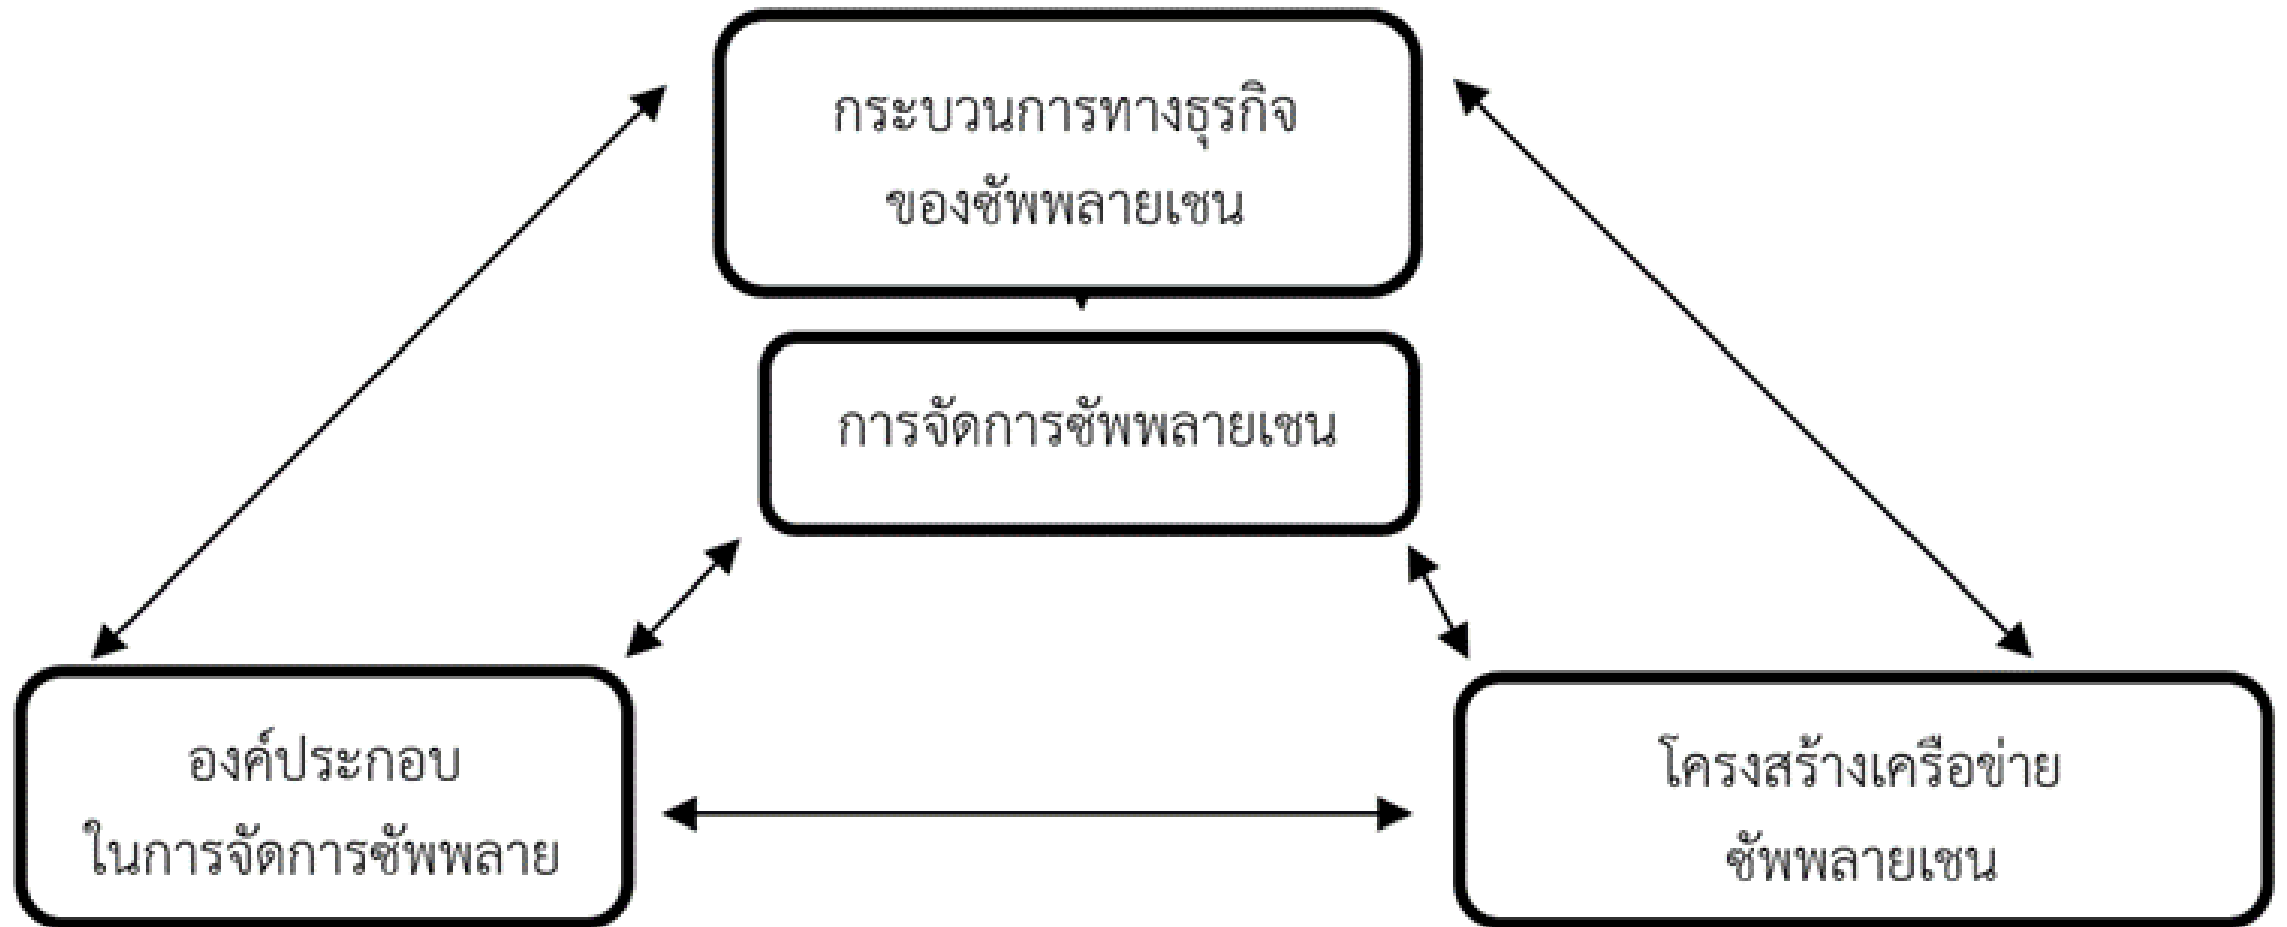 กระบวนการทางธุรกิจ
ของซัพพลายเชน
การจัดการซัพพลายเชน
องค์ประกอบ
ในการจัดการซัพพลาย
โครงสร้างเครือข่าย
ซัพพลายเชน